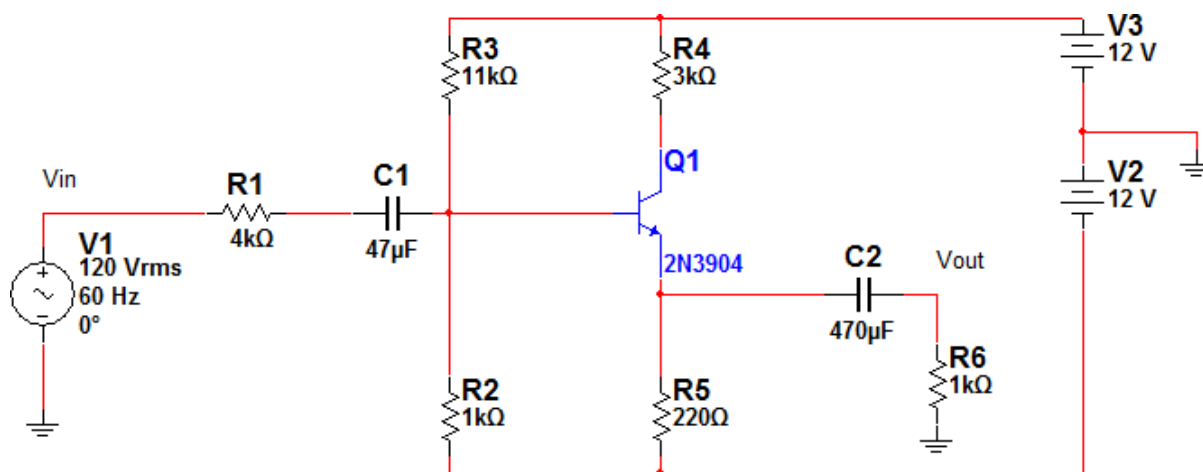 V3
12 V
R3
11kΩ
R4
3kΩ
Q1
2N3904
Vin
R1
4kΩ
C1
47µF
V1
120 Vrms
60 Hz
0°
V2
12 V
C2
470µF
Vout
R2
1kΩ
R5
220Ω
R6
1kΩ